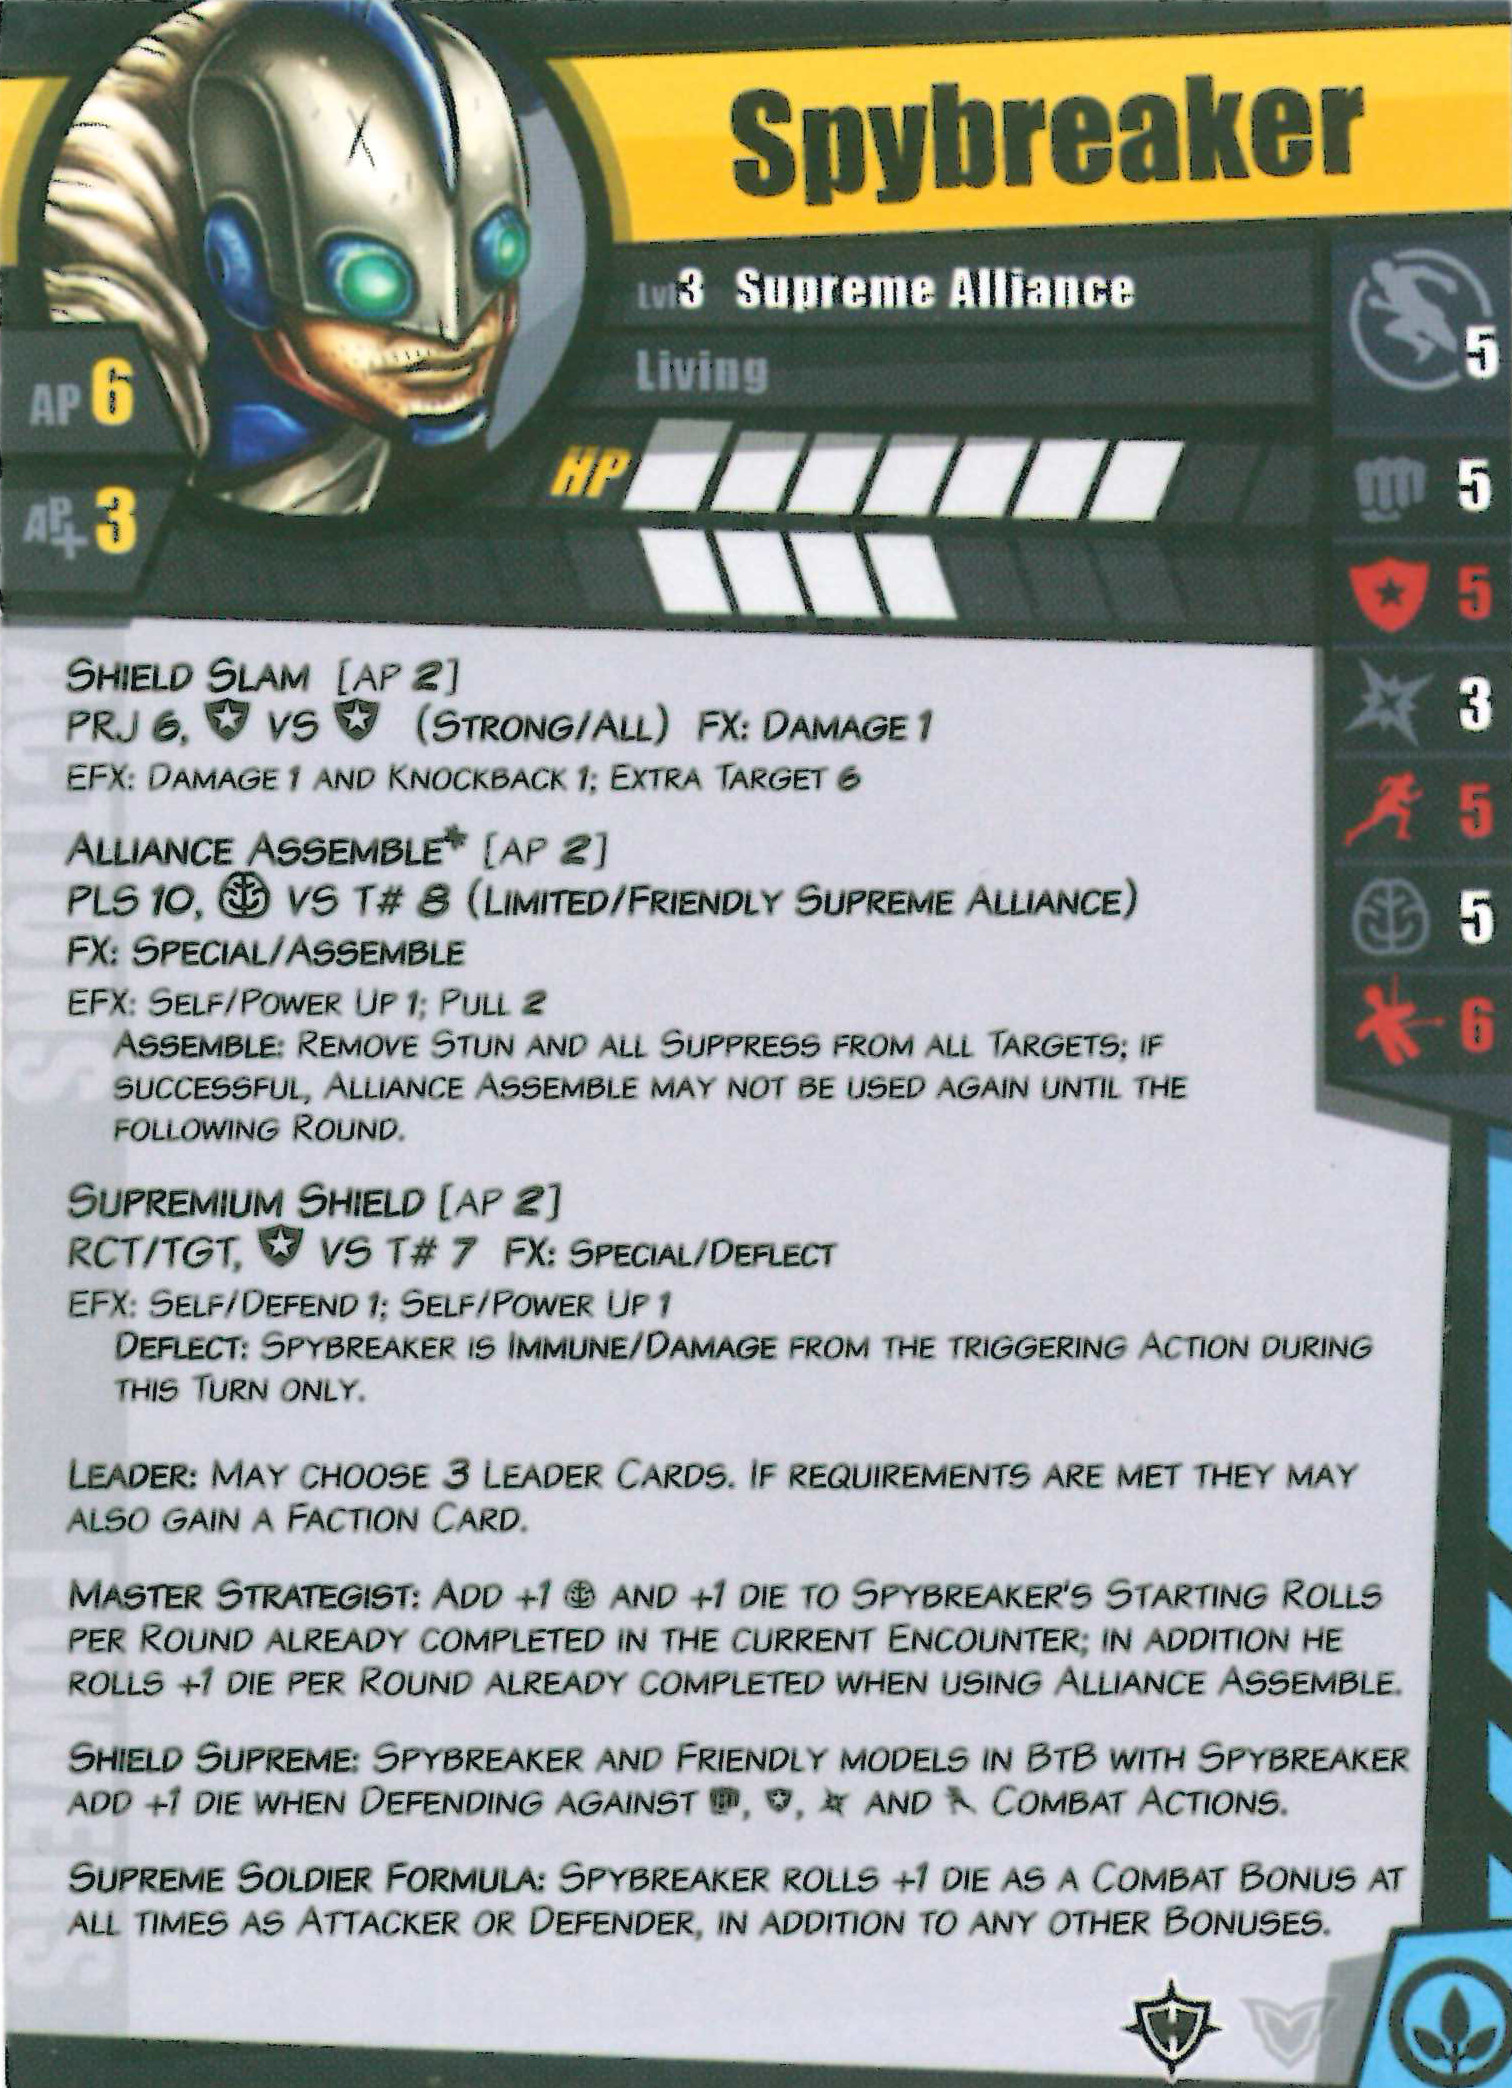 Spybreaker
Lvl 3 Supreme Alliance
Living
5
AP 6
HP
5
AP+ 3
5
3
5
5
6
SHIELD SLAM [AP 2]
PRJ 6, VS (STRONG/ALL) FX: DAMAGE 1
EFX: DAMAGE 1 AND KNOCKBACK 1; EXTRA TARGET 6
ALLIANCE ASSEMBLE* [AP 2]
PLS 10, VS T# 8 (LIMITED/FRIENDLY SUPREME ALLIANCE)
FX: SPECIAL/ASSEMBLE
EFX: SELF/POWER UP 1; PULL 2
ASSEMBLE: REMOVE STUN AND ALL SUPPRESS FROM ALL TARGETS; IF
SUCCESSFUL, ALLIANCE ASSEMBLE MAY NOT BE USED AGAIN UNTIL THE
FOLLOWING ROUND.
SUPREMIUM SHIELD [AP 2]
RCT/TGT, VS T# 7 FX: SPECIAL/DEFLECT
EFX: SELF/DEFEND 1; SELF/POWER UP 1
DEFLECT: SPYBREAKER IS IMMUNE/DAMAGE FROM THE TRIGGERING ACTION DURING
THIS TURN ONLY.
LEADER: MAY CHOOSE 3 LEADER CARDS. IF REQUIREMENTS ARE MET THEY MAY
ALSO GAIN A FACTION CARD.
MASTER STRATEGIST: ADD +1 AND +1 DIE TO SPYBREAKER'S STARTING ROLLS
PER ROUND ALREADY COMPLETED IN THE CURRENT ENCOUNTER; IN ADDITION HE
ROLLS +1 DIE PER ROUND ALREADY COMPLETED WHEN USING ALLIANCE ASSEMBLE.
SHIELD SUPREME: SPYBREAKER AND FRIENDLY MODELS IN BTB WITH SPYBREAKER
ADD +1 DIE WHEN DEFENDING AGAINST , , AND COMBAT ACTIONS.
SUPREME SOLDIER FORMULA: SPYBREAKER ROLLS +1 DIE AS A COMBAT BONUS AT
ALL TIMES AS ATTACKER OR DEFENDER, IN ADDITION TO ANY OTHER BONUSES.